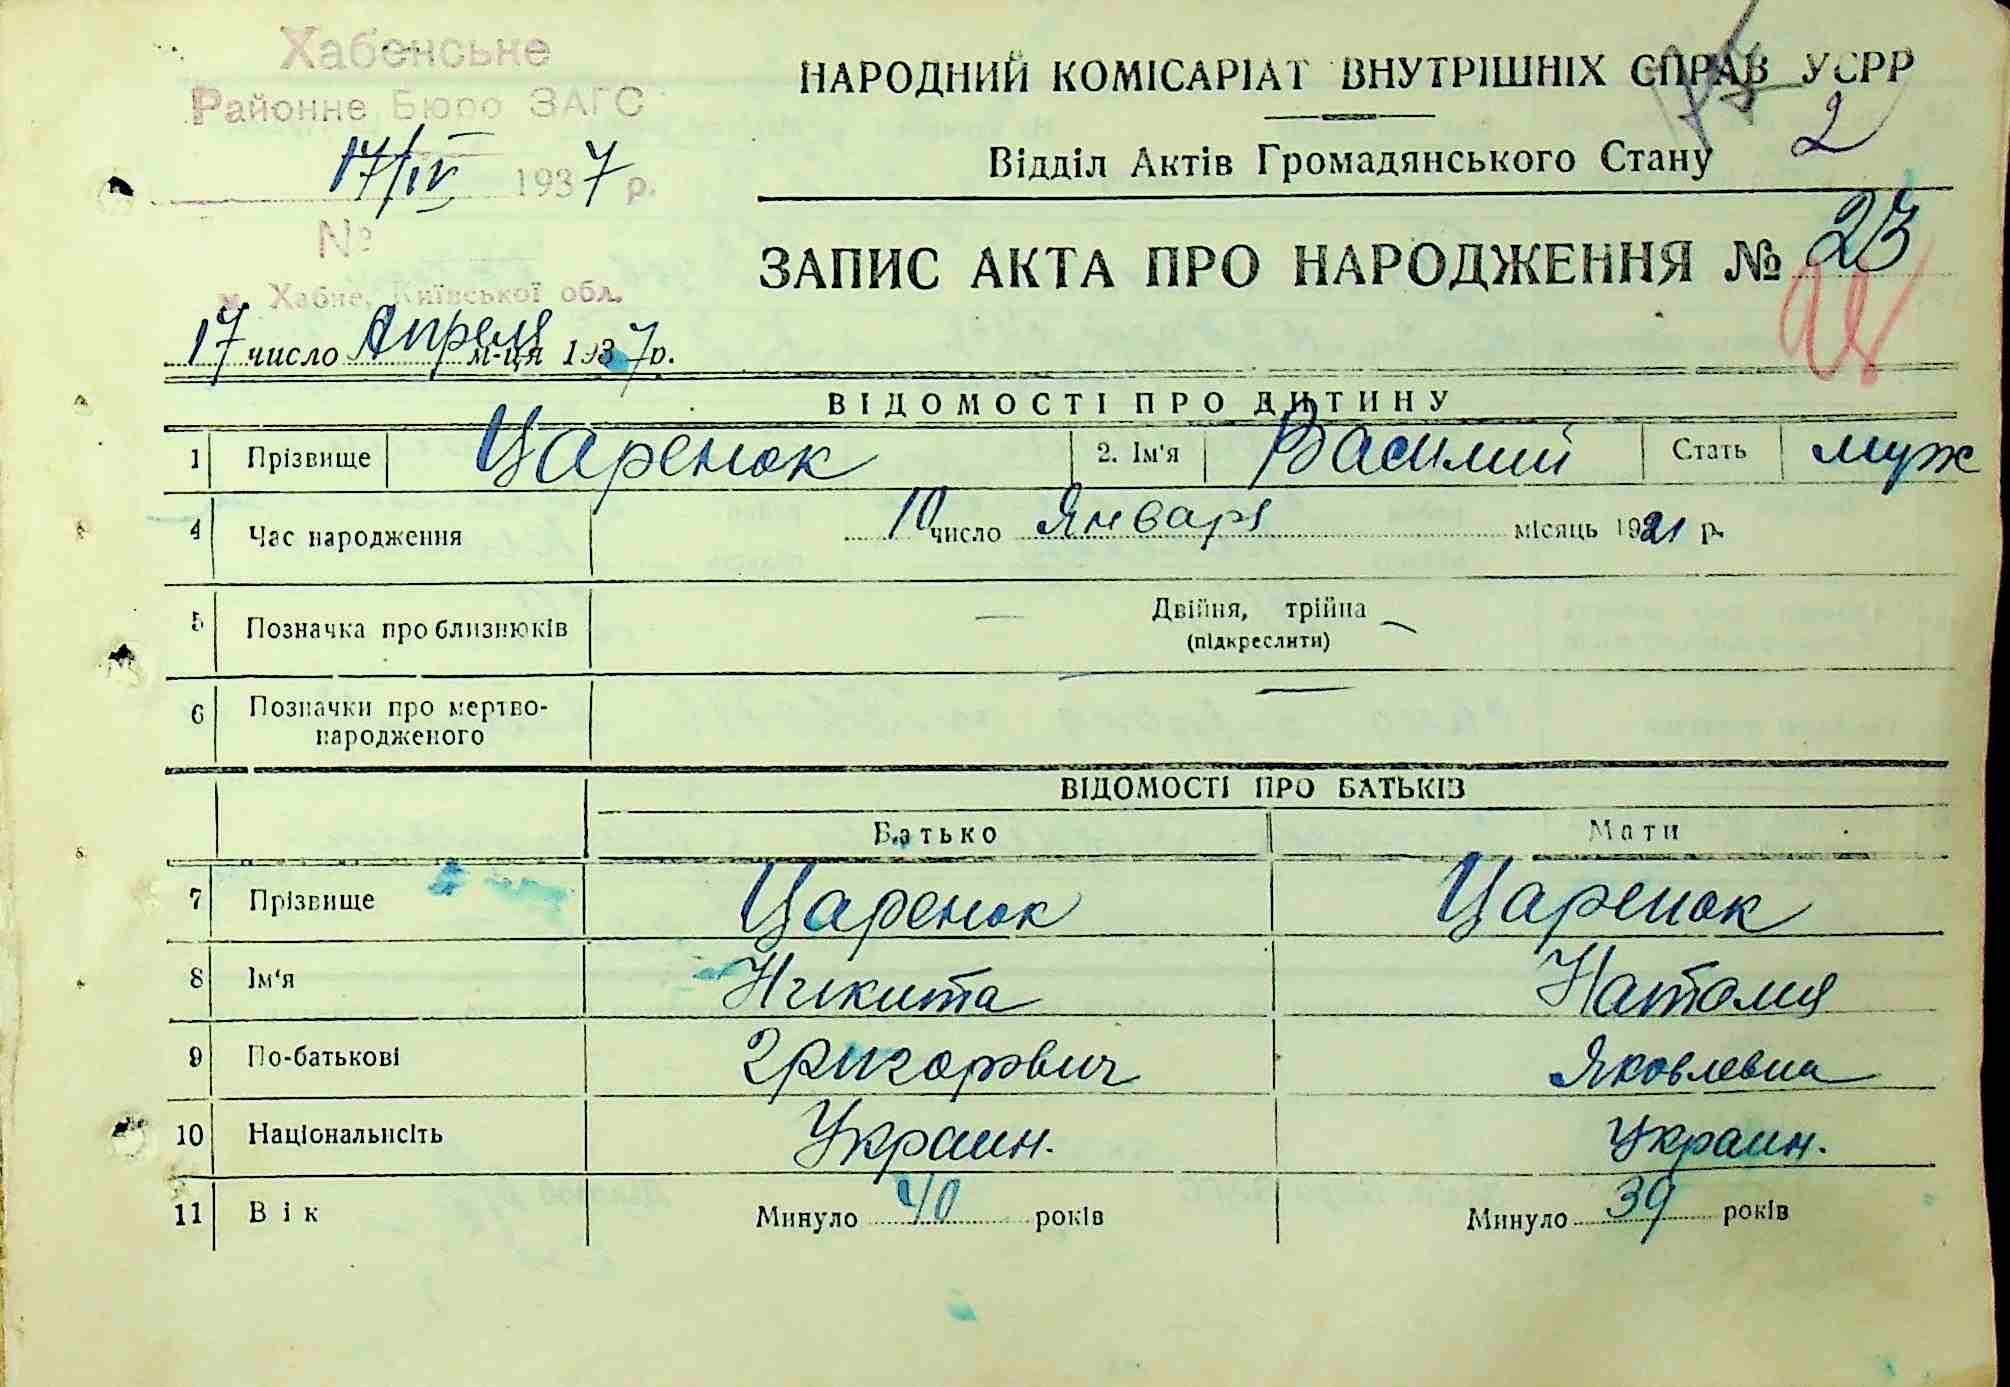 Хабенське
Районне Бюро ЗАГС
17/IV 1937 р.
№
м. Хабне, Київської обл.
НАРОДНИЙ КОМІСАРІАТ ВНУТРІШНІХ СПРАВ УСРР
2
Відділ Актів Громадянського Стану
ЗАПИС АКТА ПРО НАРОДЖЕННЯ № 23
17 число Апреля м-ця 1937 р.
ВІДОМОСТІ ПРО ДИТИНУ
1 Прізвище Царенок 2. Ім'я Василий Стать муж
4 Час народження 10 число Января місяць 1921 р.
5 Позначка про близнюків — Двійня, трійна —
(підкреслити)
6 Позначки про мертво-
народженого —
ВІДОМОСТІ ПРО БАТЬКІВ
Батько Мати
7 Прізвище Царенок Царенок
8 Ім'я Никита Наталия
9 По-батькові Григорович Яковлевна
10 Національність Украин. Украин.
11 Вік Минуло 40 років Минуло 39 років